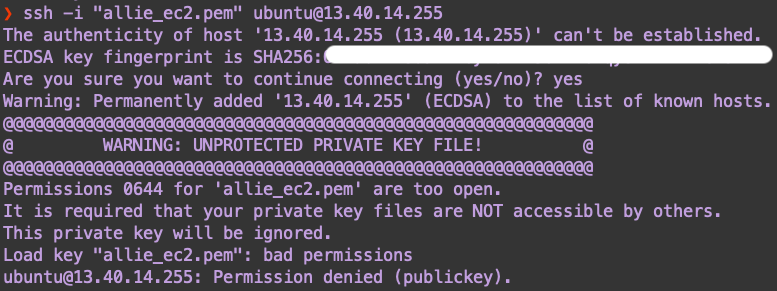 ❯ ssh -i "allie_ec2.pem" ubuntu@13.40.14.255
The authenticity of host '13.40.14.255 (13.40.14.255)' can't be established.
ECDSA key fingerprint is SHA256:
Are you sure you want to continue connecting (yes/no)? yes
Warning: Permanently added '13.40.14.255' (ECDSA) to the list of known hosts.
@@@@@@@@@@@@@@@@@@@@@@@@@@@@@@@@@@@@@@@@@@@@@@@@@@@@@@@@@@@
@         WARNING: UNPROTECTED PRIVATE KEY FILE!          @
@@@@@@@@@@@@@@@@@@@@@@@@@@@@@@@@@@@@@@@@@@@@@@@@@@@@@@@@@@@
Permissions 0644 for 'allie_ec2.pem' are too open.
It is required that your private key files are NOT accessible by others.
This private key will be ignored.
Load key "allie_ec2.pem": bad permissions
ubuntu@13.40.14.255: Permission denied (publickey).